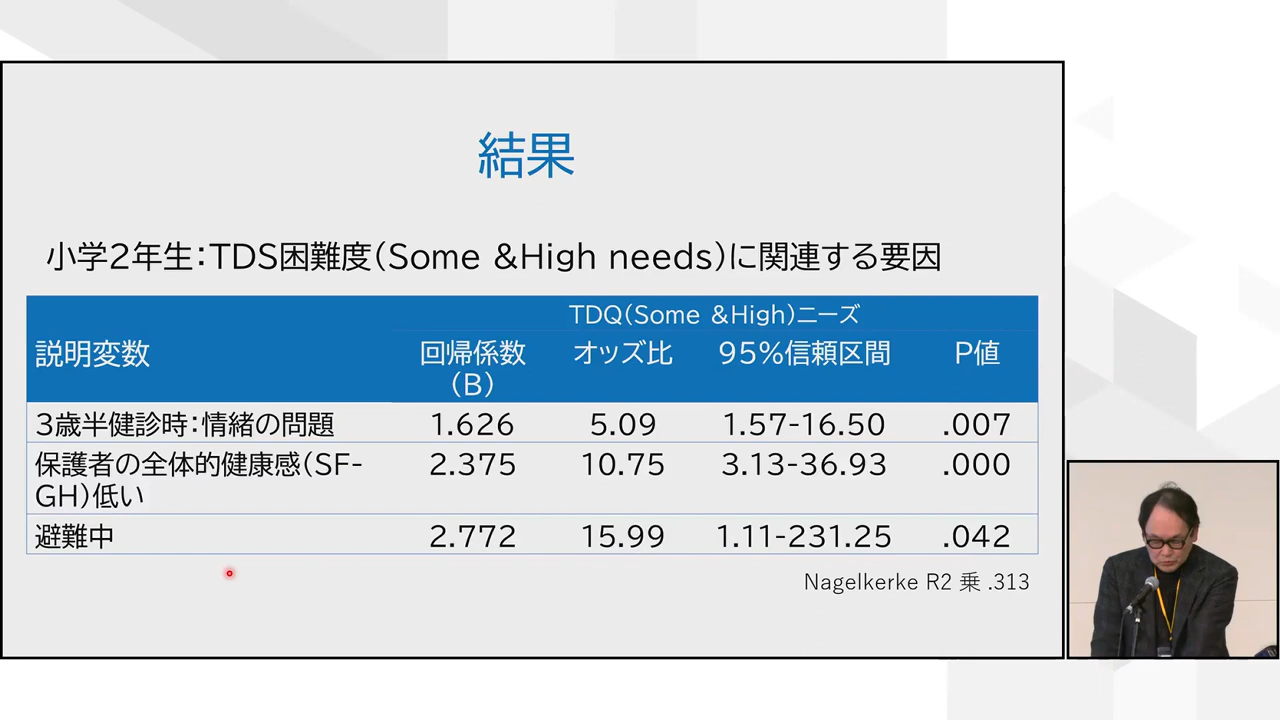 結果
小学2年生：TDS困難度（Some &High needs）に関連する要因
TDQ（Some &High）ニーズ
説明変数 回帰係数（B） オッズ比 95%信頼区間 P値
3歳半健診時：情緒の問題 1.626 5.09 1.57-16.50 .007
保護者の全体的健康感（SF-GH）低い 2.375 10.75 3.13-36.93 .000
避難中 2.772 15.99 1.11-231.25 .042
Nagelkerke R2 乗 .313